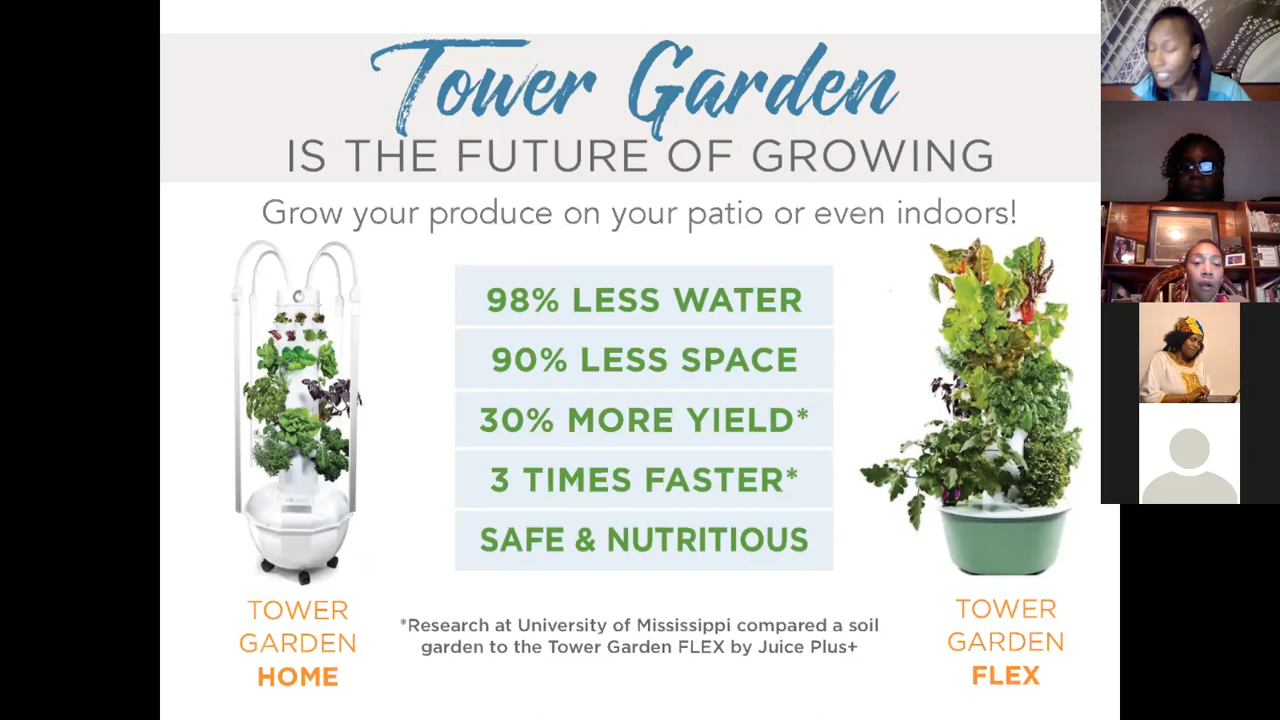 Tower Garden
IS THE FUTURE OF GROWING
Grow your produce on your patio or even indoors!
98% LESS WATER
90% LESS SPACE
30% MORE YIELD*
3 TIMES FASTER*
SAFE & NUTRITIOUS
TOWER
GARDEN
HOME
*Research at University of Mississippi compared a soil
garden to the Tower Garden FLEX by Juice Plus+
TOWER
GARDEN
FLEX